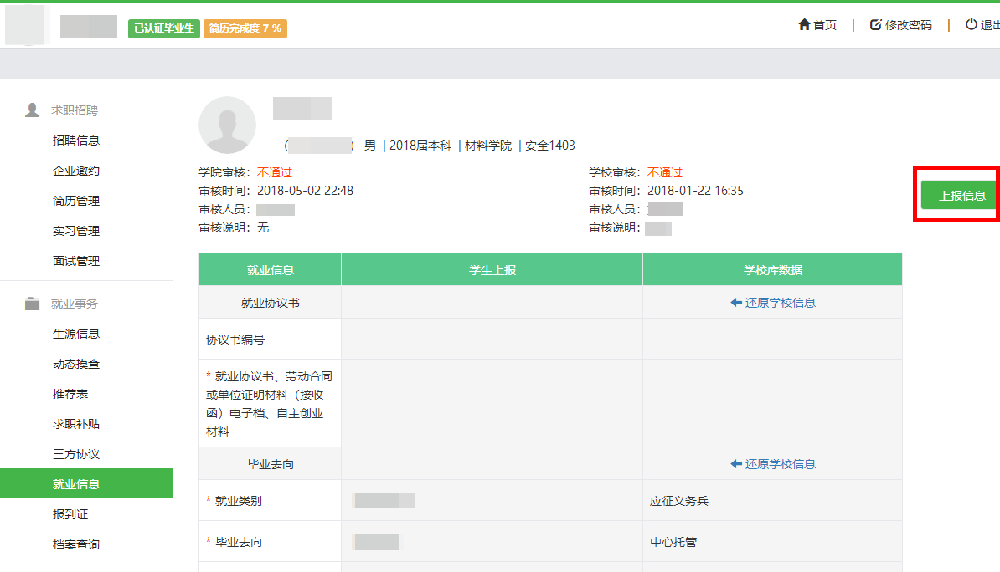 已认证毕业生 简历完成度 7 %
首页 | 修改密码 | 退出
求职招聘
招聘信息
企业邀约
简历管理
实习管理
面试管理
就业事务
生源信息
动态摸查
推荐表
求职补贴
三方协议
就业信息
报到证
档案查询
( ) 男 | 2018届本科 | 材料学院 | 安全1403
学院审核：不通过
审核时间：2018-05-02 22:48
审核人员：
审核说明：无
学校审核：不通过
审核时间：2018-01-22 16:35
审核人员：
审核说明：
上报信息
就业信息 学生上报 学校库数据
就业协议书 还原学校信息
协议书编号
* 就业协议书、劳动合同
或单位证明材料（接收
函）电子档、自主创业
材料
毕业去向 还原学校信息
* 就业类别 应征义务兵
* 毕业去向 中心托管